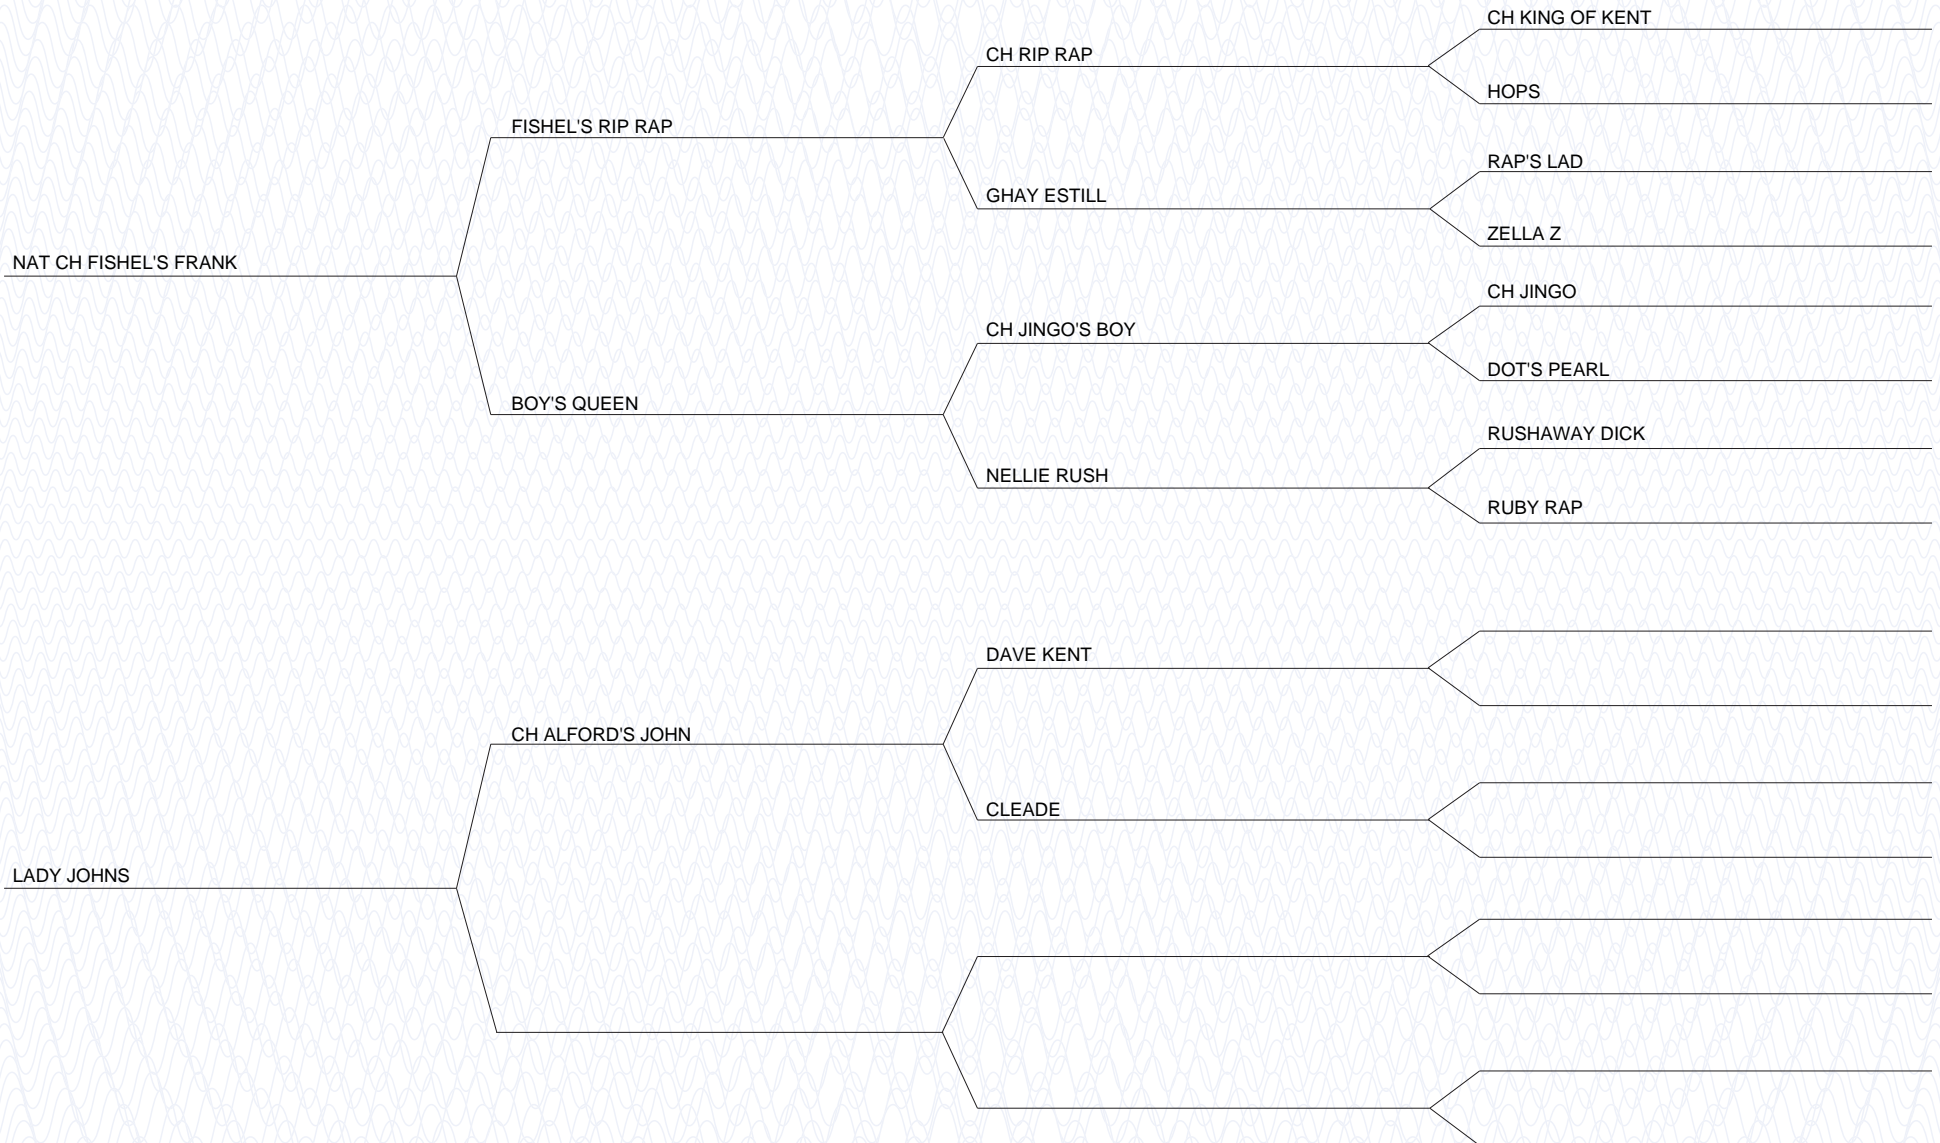 CH KING OF KENT
CH RIP RAP
HOPS
FISHEL'S RIP RAP
RAP'S LAD
GHAY ESTILL
ZELLA Z
NAT CH FISHEL'S FRANK
CH JINGO
CH JINGO'S BOY
DOT'S PEARL
BOY'S QUEEN
RUSHAWAY DICK
NELLIE RUSH
RUBY RAP
DAVE KENT
CH ALFORD'S JOHN
CLEADE
LADY JOHNS